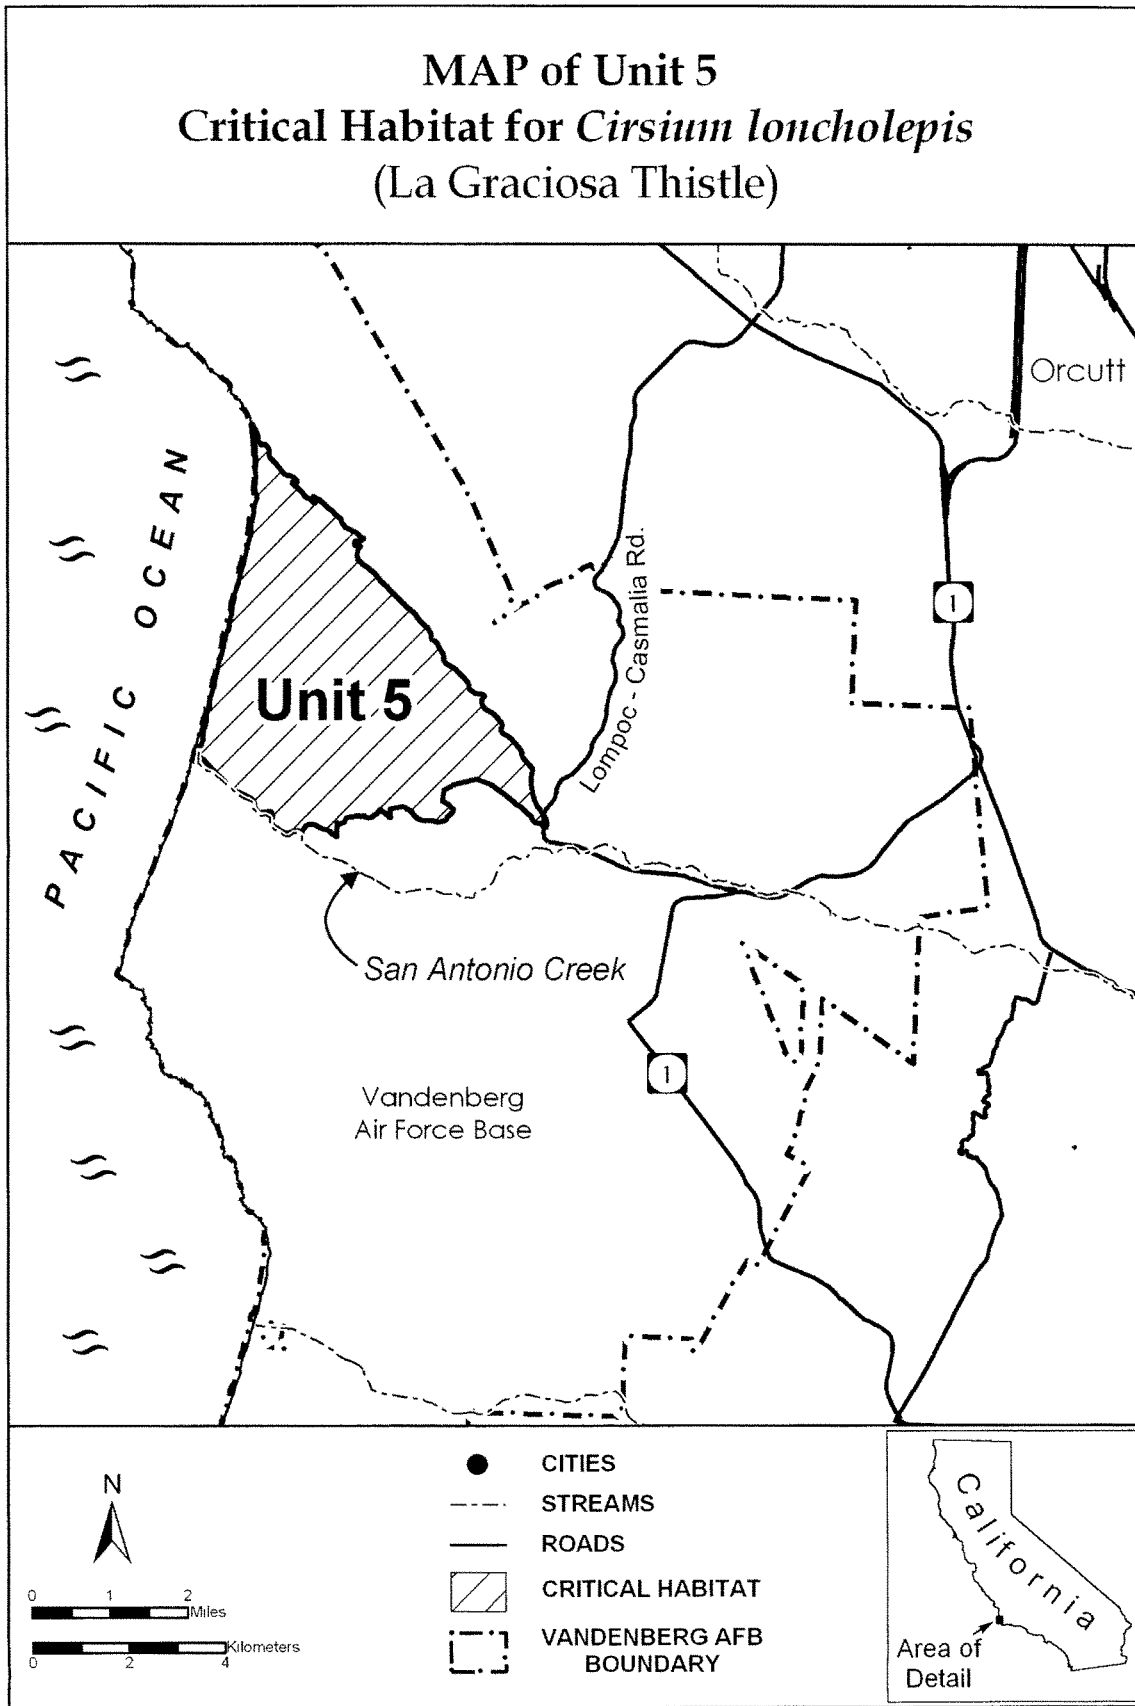 MAP of Unit 5
Critical Habitat for Cirsium loncholepis
(La Graciosa Thistle)
Orcutt
PACIFIC OCEAN
Lompoc - Casmalia Rd.
1
Unit 5
San Antonio Creek
1
Vandenberg
Air Force Base
N
0 1 2
Miles
Kilometers
0 2 4
CITIES
STREAMS
ROADS
CRITICAL HABITAT
VANDENBERG AFB
BOUNDARY
California
Area of
Detail